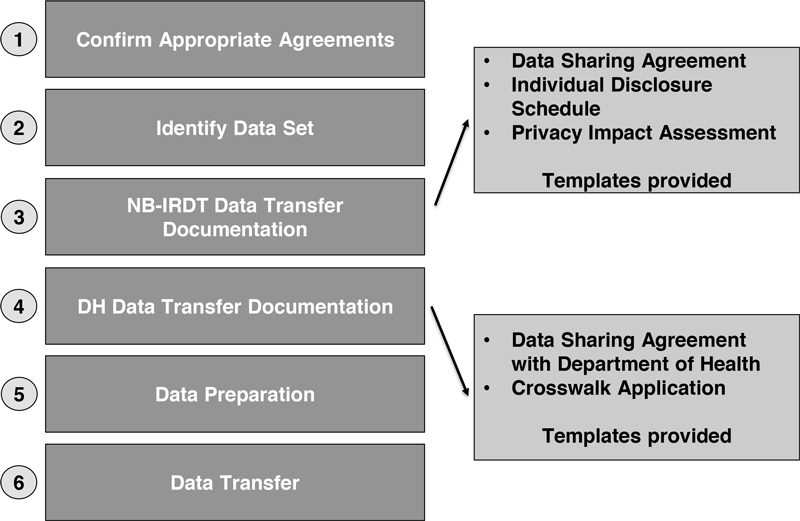 1
Confirm Appropriate Agreements
2
Identify Data Set
3
NB-IRDT Data Transfer
Documentation
4
DH Data Transfer Documentation
5
Data Preparation
6
Data Transfer
• Data Sharing Agreement
• Individual Disclosure
Schedule
• Privacy Impact Assessment
Templates provided
• Data Sharing Agreement
with Department of Health
• Crosswalk Application
Templates provided